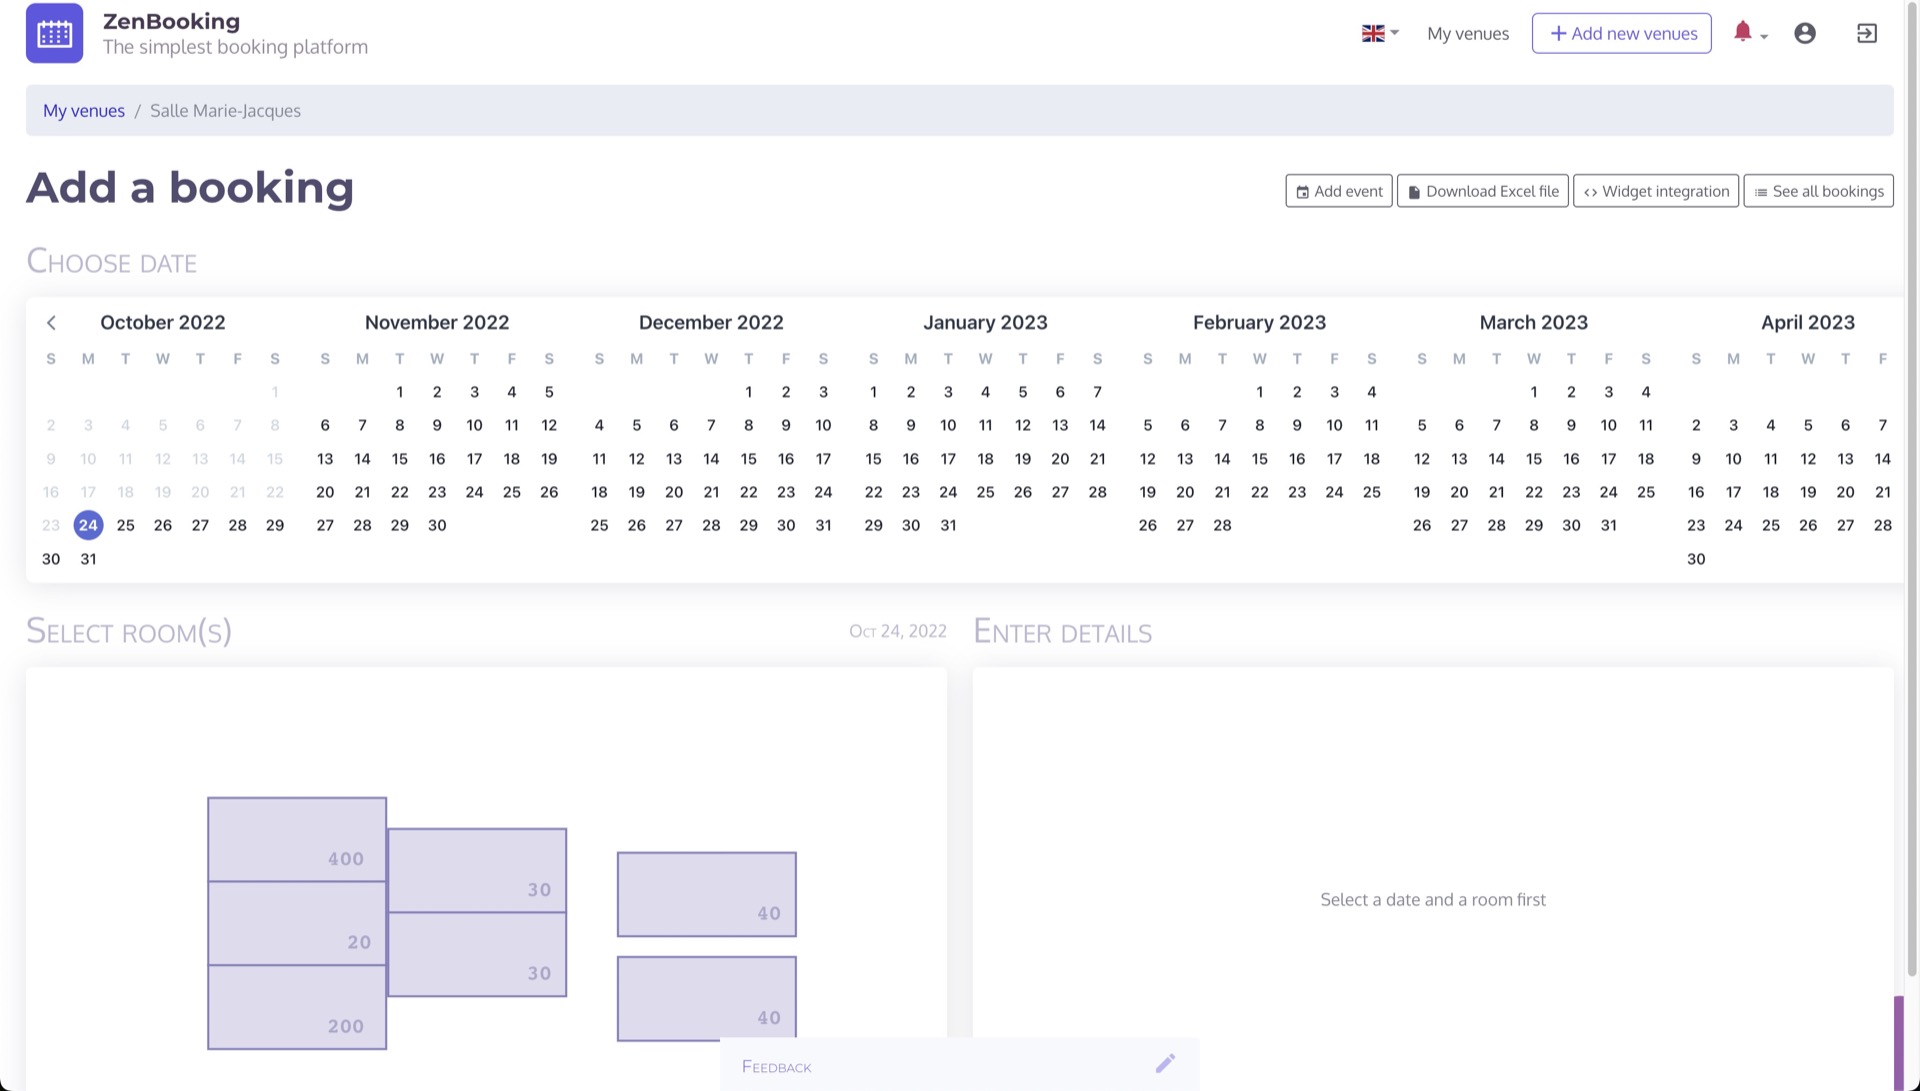 ZenBooking
The simplest booking platform
My venues
+ Add new venues
My venues / Salle Marie-Jacques
Add a booking
Add event
Download Excel file
<> Widget integration
See all bookings
Choose date
October 2022
S M T W T F S
1
2 3 4 5 6 7 8
9 10 11 12 13 14 15
16 17 18 19 20 21 22
23 24 25 26 27 28 29
30 31
November 2022
S M T W T F S
1 2 3 4 5
6 7 8 9 10 11 12
13 14 15 16 17 18 19
20 21 22 23 24 25 26
27 28 29 30
December 2022
S M T W T F S
1 2 3
4 5 6 7 8 9 10
11 12 13 14 15 16 17
18 19 20 21 22 23 24
25 26 27 28 29 30 31
January 2023
S M T W T F S
1 2 3 4 5 6 7
8 9 10 11 12 13 14
15 16 17 18 19 20 21
22 23 24 25 26 27 28
29 30 31
February 2023
S M T W T F S
1 2 3 4
5 6 7 8 9 10 11
12 13 14 15 16 17 18
19 20 21 22 23 24 25
26 27 28
March 2023
S M T W T F S
1 2 3 4
5 6 7 8 9 10 11
12 13 14 15 16 17 18
19 20 21 22 23 24 25
26 27 28 29 30 31
April 2023
S M T W T F
2 3 4 5 6 7
9 10 11 12 13 14
16 17 18 19 20 21
23 24 25 26 27 28
30
Select room(s)
Oct 24, 2022
400
20
200
30
30
40
40
Enter details
Select a date and a room first
Feedback